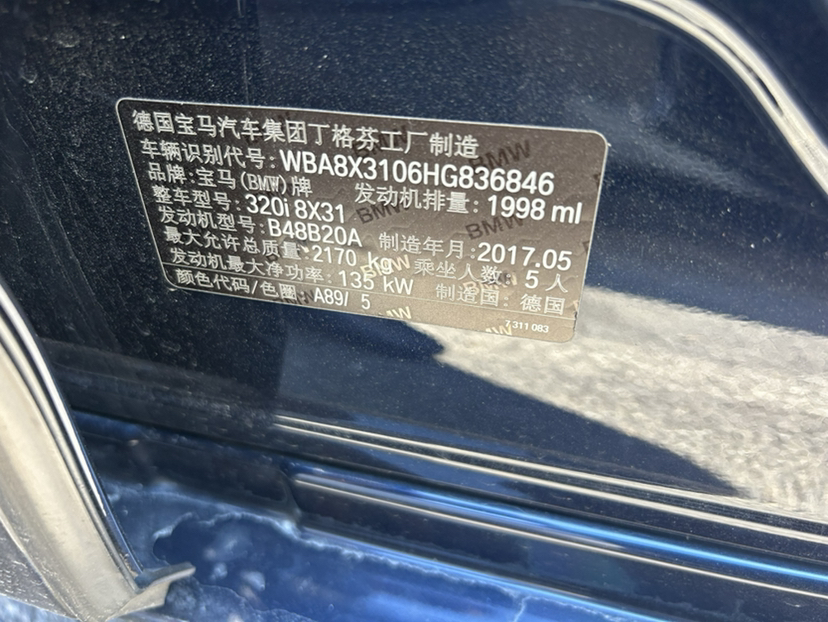 德国宝马汽车集团丁格芬工厂制造
车辆识别代号: WBA8X3106HG836846
品牌: 宝马(BMW)牌 发动机排量: 1998 ml
整车型号: 320i 8X31
发动机型号: B48B20A 制造年月: 2017.05
最大允许总质量: 2170 kg 乘坐人数: 5 人
发动机最大净功率: 135 kW 制造国: 德国
颜色代码/色圈: A89/ 5
7 311 083